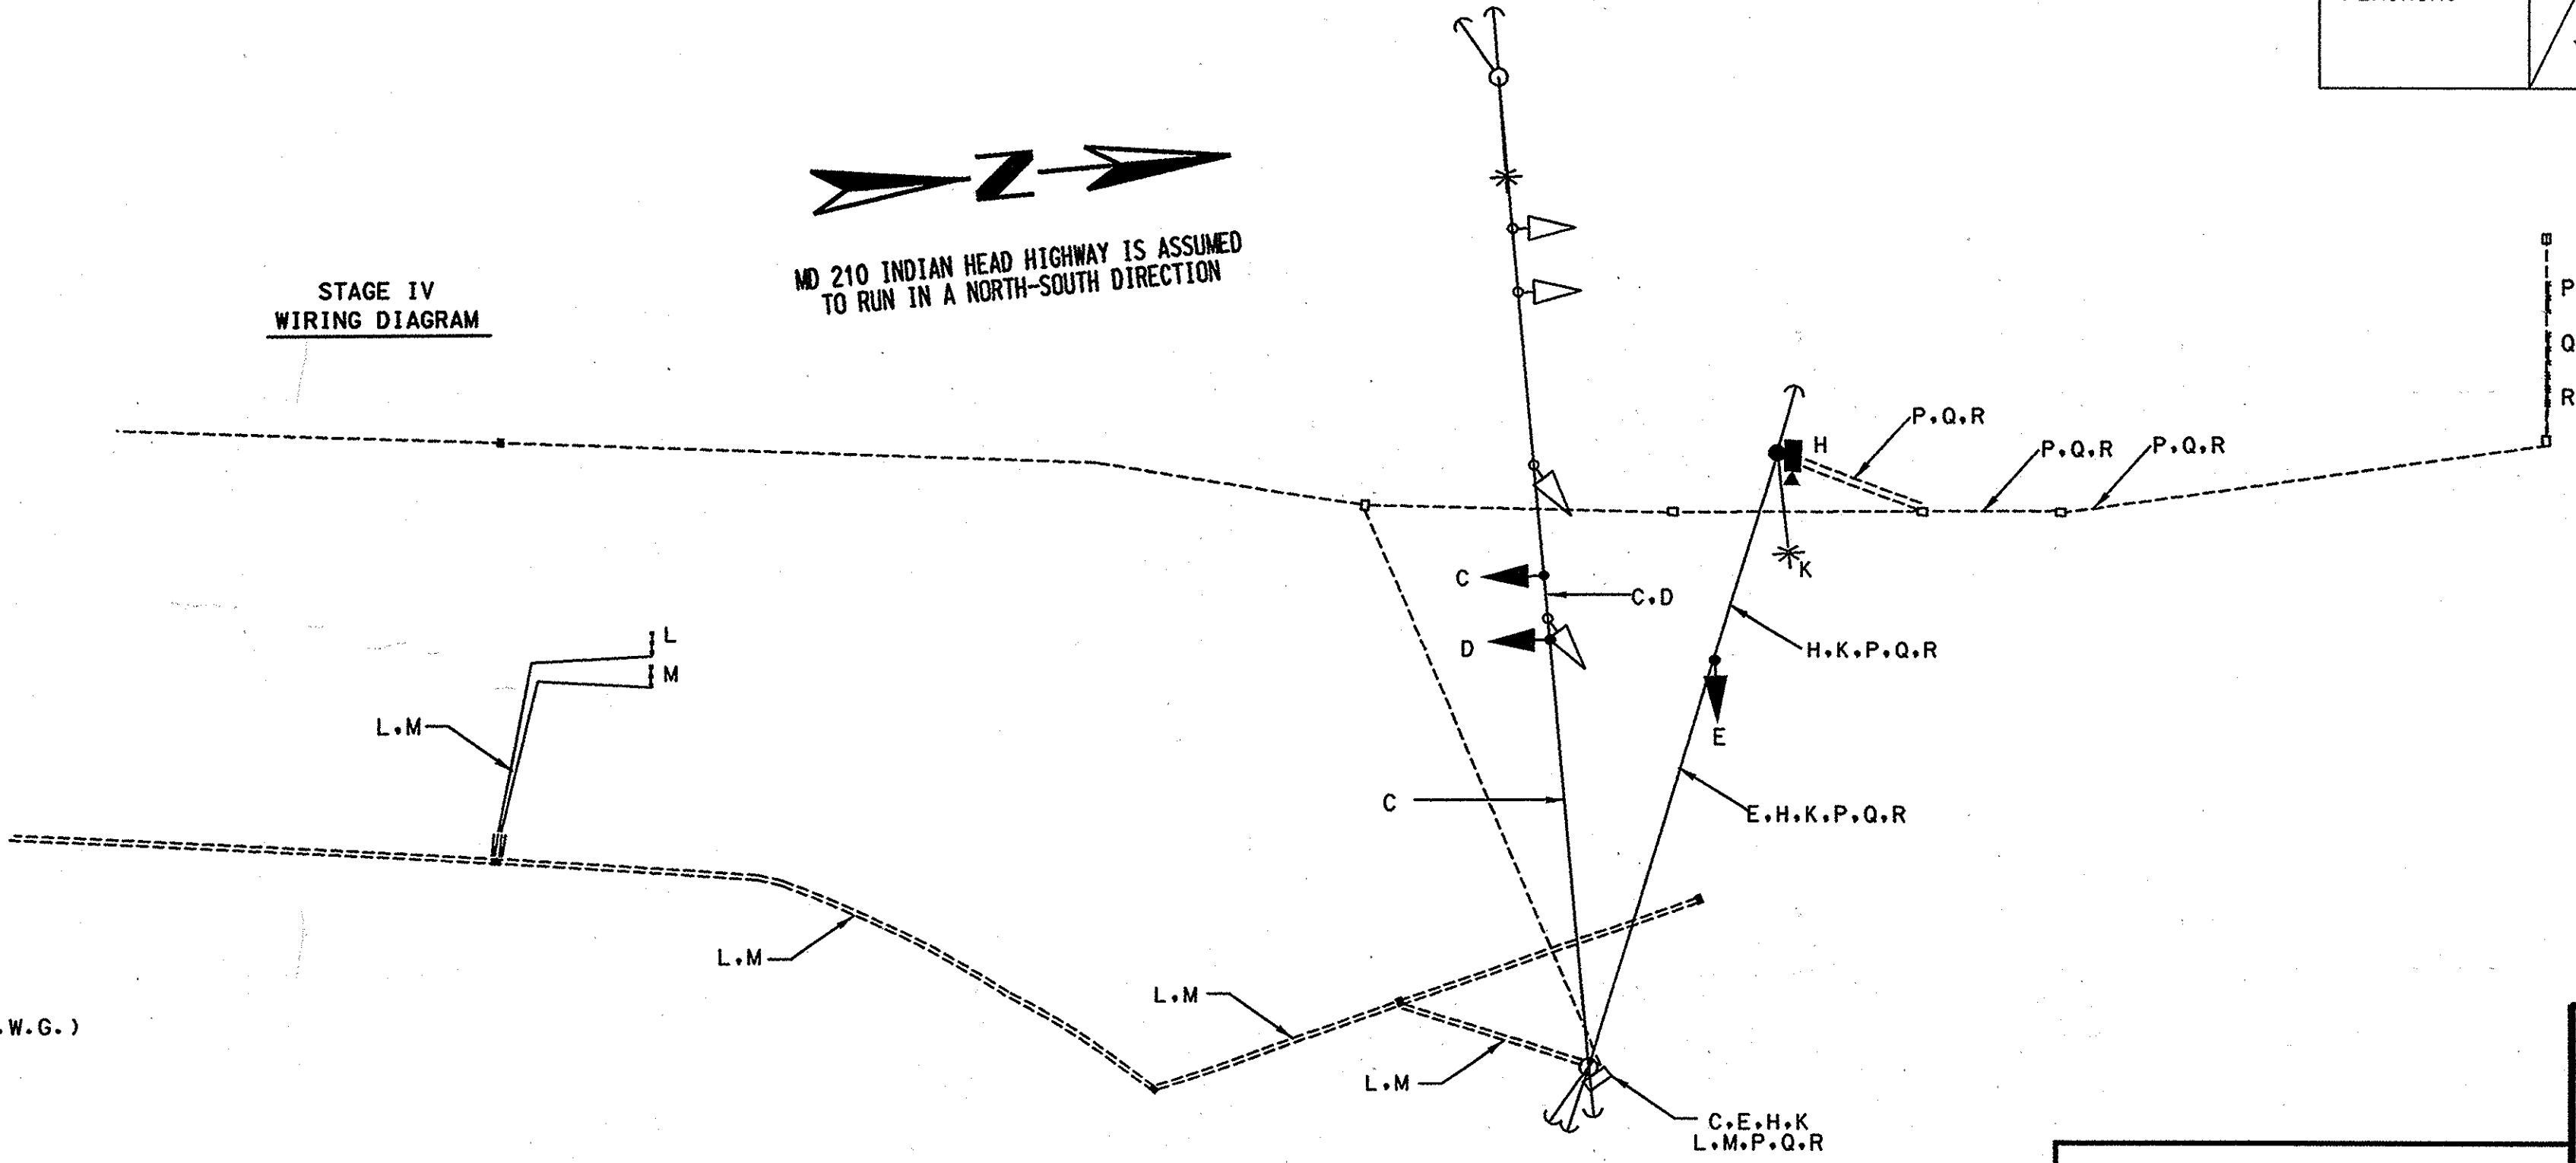 STAGE IV
WIRING DIAGRAM
N
MD 210 INDIAN HEAD HIGHWAY IS ASSUMED
TO RUN IN A NORTH-SOUTH DIRECTION
P
Q
R
H
P,Q,R
P,Q,R
P,Q,R
K
C
C,D
D
H,K,P,Q,R
E
L
M
L,M
C
E,H,K,P,Q,R
L,M
L,M
L,M
.W.G.)
C,E,H,K
L,M,P,Q,R